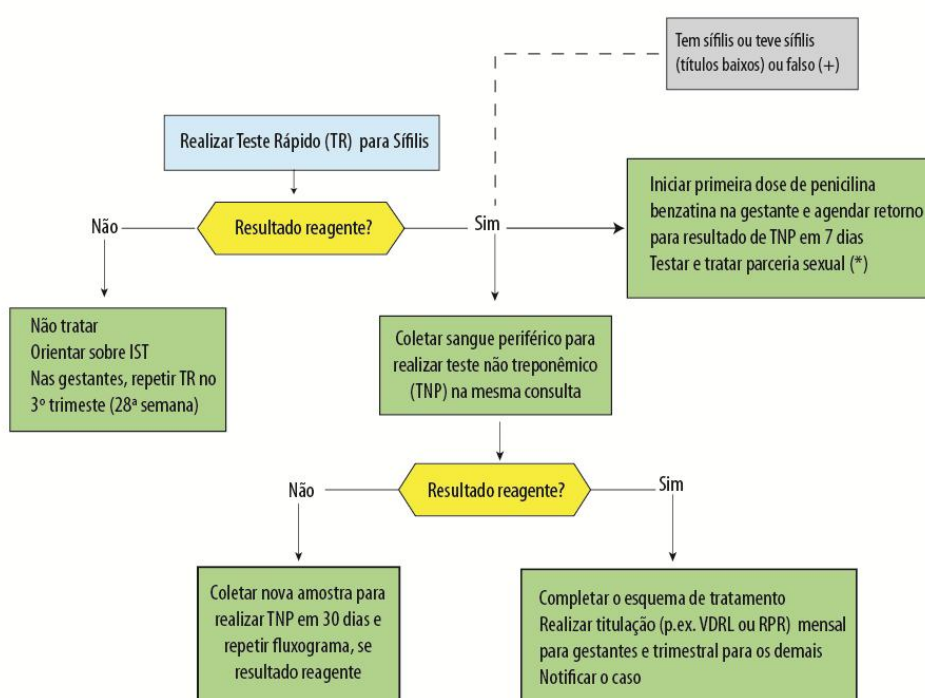 Tem sífilis ou teve sífilis
(títulos baixos) ou falso (+)
Realizar Teste Rápido (TR) para Sífilis
Resultado reagente?
Não
Sim
Iniciar primeira dose de penicilina
benzatina na gestante e agendar retorno
para resultado de TNP em 7 dias
Testar e tratar parceria sexual (*)
Não tratar
Orientar sobre IST
Nas gestantes, repetir TR no
3º trimestre (28ª semana)
Coletar sangue periférico para
realizar teste não treponêmico
(TNP) na mesma consulta
Resultado reagente?
Não
Sim
Coletar nova amostra para
realizar TNP em 30 dias e
repetir fluxograma, se
resultado reagente
Completar o esquema de tratamento
Realizar titulação (p.ex. VDRL ou RPR) mensal
para gestantes e trimestral para os demais
Notificar o caso